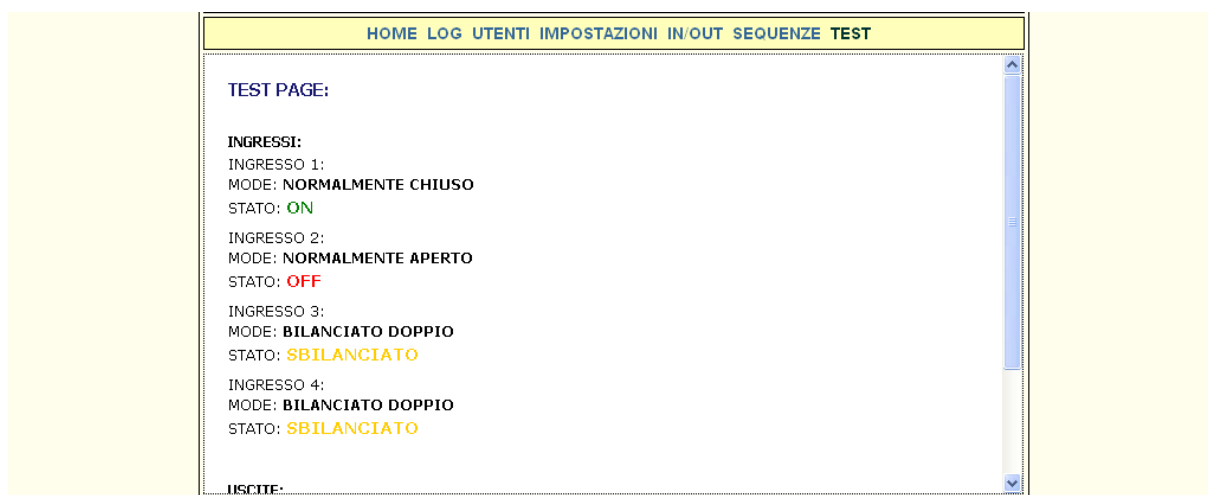 HOME LOG UTENTI IMPOSTAZIONI IN/OUT SEQUENZE TEST
TEST PAGE:
INGRESSI:
INGRESSO 1:
MODE: NORMALMENTE CHIUSO
STATO: ON
INGRESSO 2:
MODE: NORMALMENTE APERTO
STATO: OFF
INGRESSO 3:
MODE: BILANCIATO DOPPIO
STATO: SBILANCIATO
INGRESSO 4:
MODE: BILANCIATO DOPPIO
STATO: SBILANCIATO
USCITE: